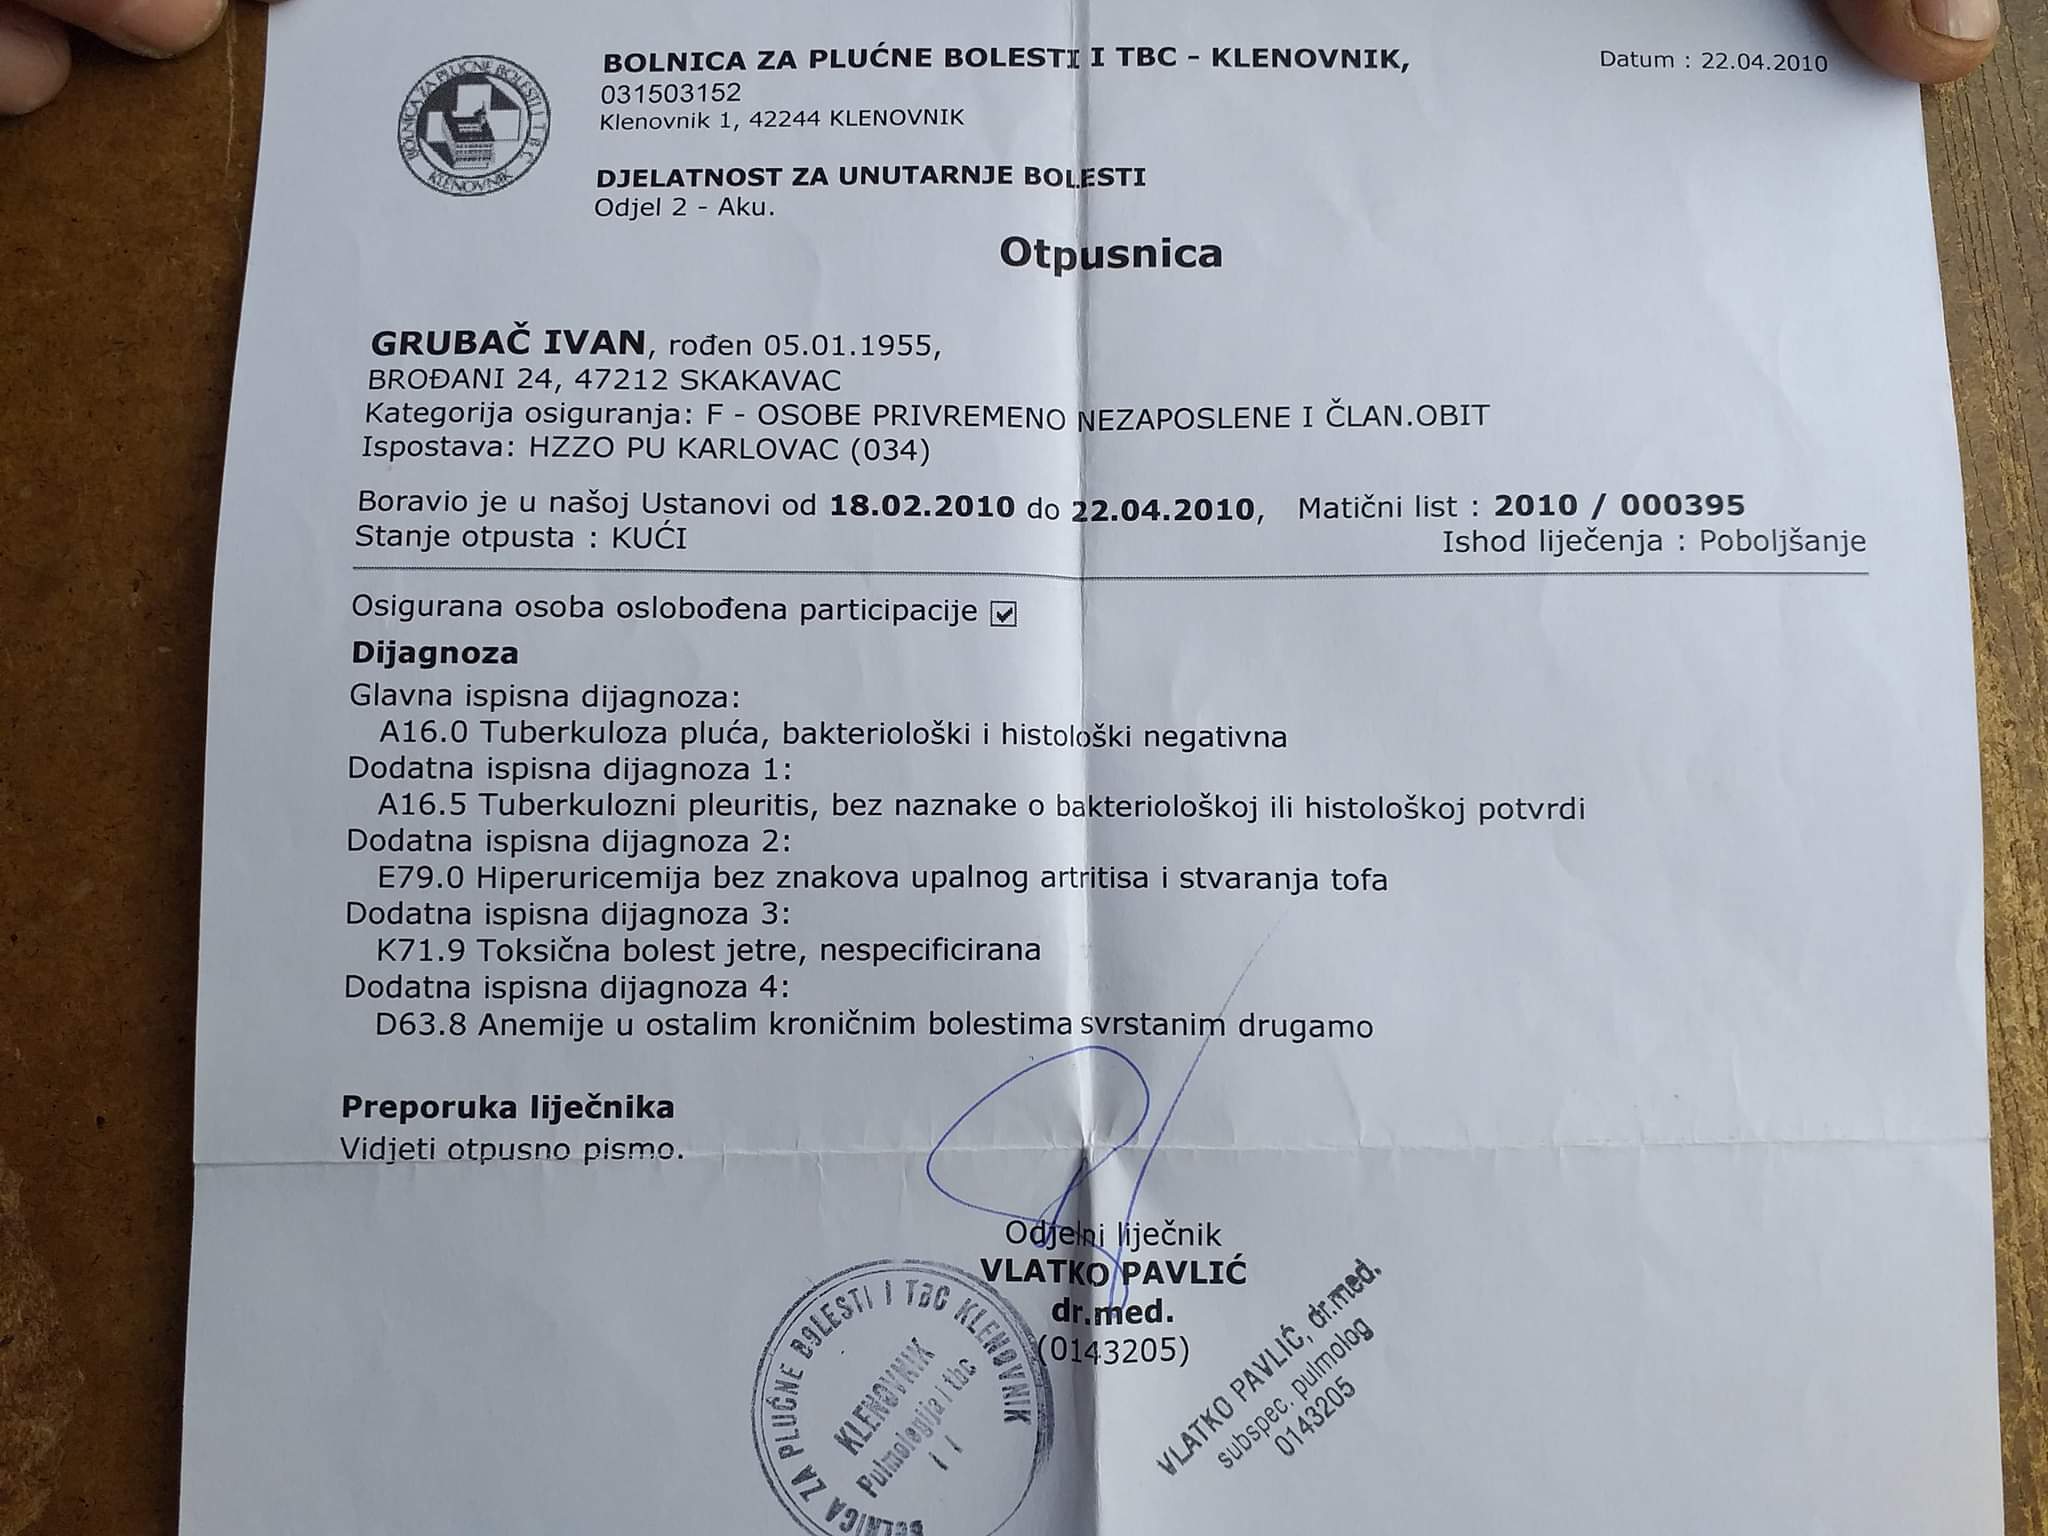 BOLNICA ZA PLUĆNE BOLESTI I TBC
KLENOVNIK
BOLNICA ZA PLUĆNE BOLESTI I TBC - KLENOVNIK,
031503152
Klenovnik 1, 42244 KLENOVNIK
Datum : 22.04.2010
DJELATNOST ZA UNUTARNJE BOLESTI
Odjel 2 - Aku.
Otpusnica
GRUBAČ IVAN, rođen 05.01.1955,
BROĐANI 24, 47212 SKAKAVAC
Kategorija osiguranja: F - OSOBE PRIVREMENO NEZAPOSLENE I ČLAN.OBIT
Ispostava: HZZO PU KARLOVAC (034)
Boravio je u našoj Ustanovi od 18.02.2010 do 22.04.2010, Matični list : 2010 / 000395
Stanje otpusta : KUĆI Ishod liječenja : Poboljšanje
Osigurana osoba oslobođena participacije
Dijagnoza
Glavna ispisna dijagnoza:
A16.0 Tuberkuloza pluća, bakteriološki i histološki negativna
Dodatna ispisna dijagnoza 1:
A16.5 Tuberkulozni pleuritis, bez naznake o bakteriološkoj ili histološkoj potvrdi
Dodatna ispisna dijagnoza 2:
E79.0 Hiperuricemija bez znakova upalnog artritisa i stvaranja tofa
Dodatna ispisna dijagnoza 3:
K71.9 Toksična bolest jetre, nespecificirana
Dodatna ispisna dijagnoza 4:
D63.8 Anemije u ostalim kroničnim bolestima svrstanim drugamo
Preporuka liječnika
Vidjeti otpusno pismo.
Odjelni liječnik
VLATKO PAVLIĆ
dr.med.
(0143205)
BOLNICA ZA PLUĆNE BOLESTI I TBC KLENOVNIK
KLENOVNIK
Pulmologija i tbc
VLATKO PAVLIĆ, dr.med.
subspec. pulmolog
0143205